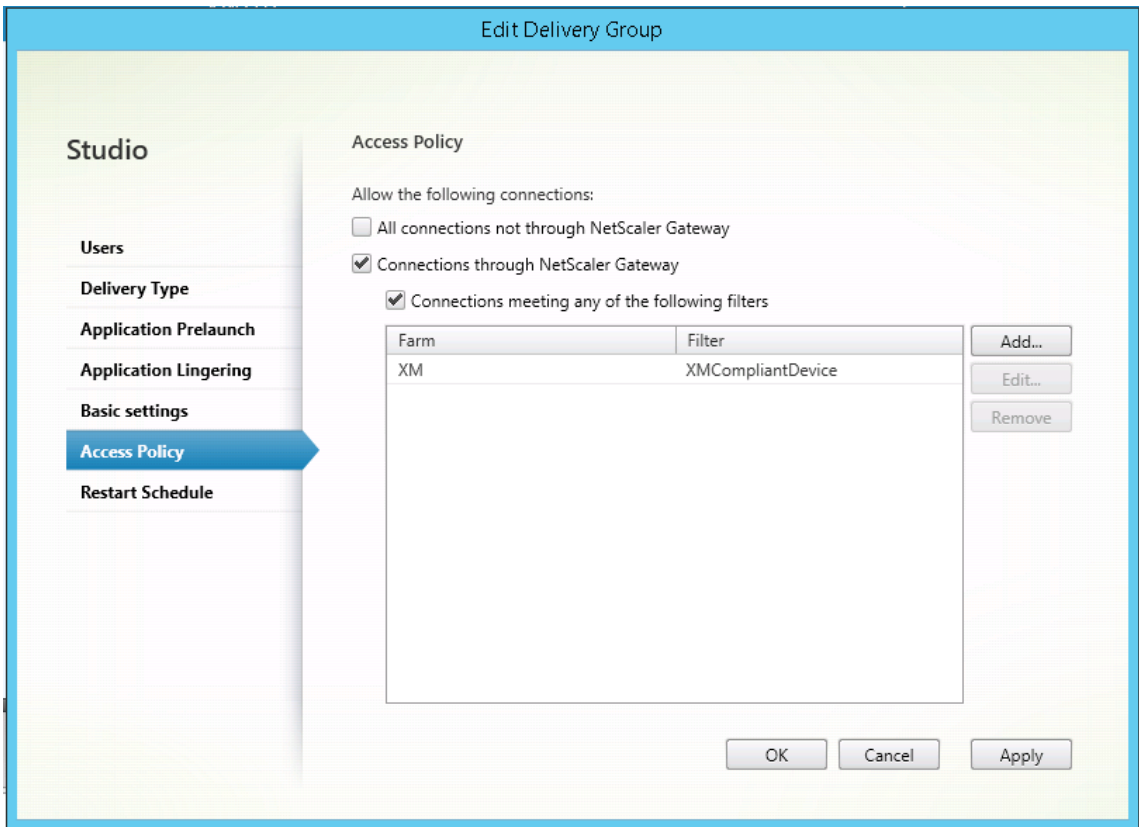 Edit Delivery Group
Studio
Users
Delivery Type
Application Prelaunch
Application Lingering
Basic settings
Access Policy
Restart Schedule
Access Policy
Allow the following connections:
All connections not through NetScaler Gateway
Connections through NetScaler Gateway
Connections meeting any of the following filters
Farm Filter
XM XMCompliantDevice
Add...
Edit...
Remove
OK Cancel Apply